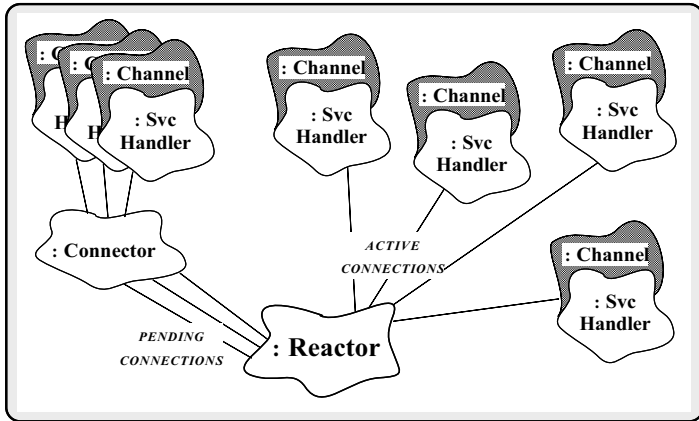 : Channel
: Svc
Handler
: Channel
: Svc
Handler
: Channel
: Svc
Handler
: Channel
: Svc
Handler
: Connector
ACTIVE
CONNECTIONS
: Channel
: Svc
Handler
PENDING
CONNECTIONS
: Reactor